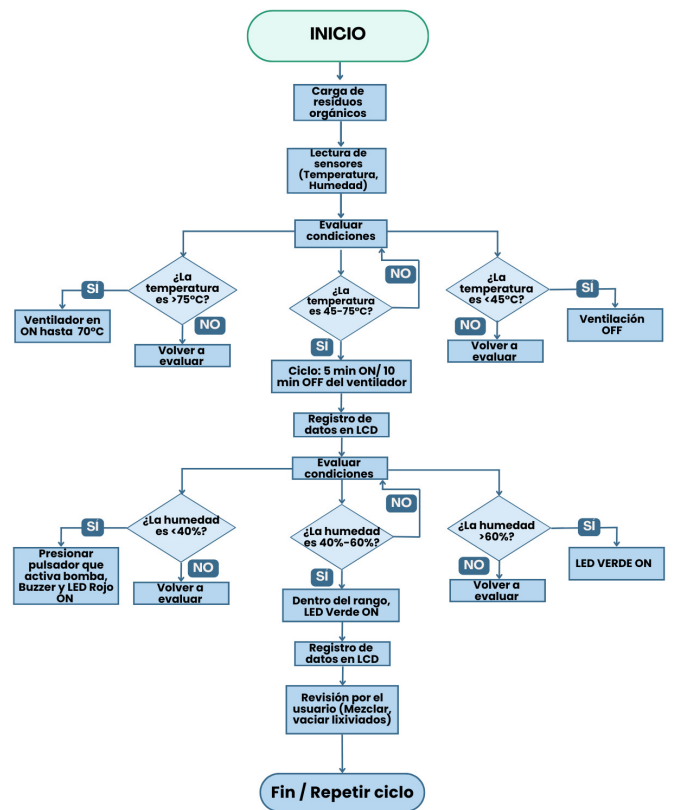 INICIO
Carga de
residuos
orgánicos
Lectura de
sensores
(Temperatura,
Humedad)
Evaluar
condiciones
¿La
temperatura
es >75°C?
SI
Ventilador en
ON hasta 70°C
NO
Volver a
evaluar
¿La
temperatura
es 45-75°C?
NO
SI
¿La
temperatura
es <45°C?
SI
Ventilación
OFF
NO
Volver a
evaluar
Ciclo: 5 min ON/ 10
min OFF del ventilador
Registro de
datos en LCD
Evaluar
condiciones
¿La humedad
es <40%?
SI
Presionar
pulsador que
activa bomba,
Buzzer y LED Rojo
ON
NO
Volver a
evaluar
¿La humedad
es 40%-60%?
NO
SI
¿La humedad
>60%?
SI
LED VERDE ON
NO
Volver a
evaluar
Dentro del rango,
LED Verde ON
Registro de
datos en LCD
Revisión por el
usuario (Mezclar,
vaciar lixiviados)
Fin / Repetir ciclo